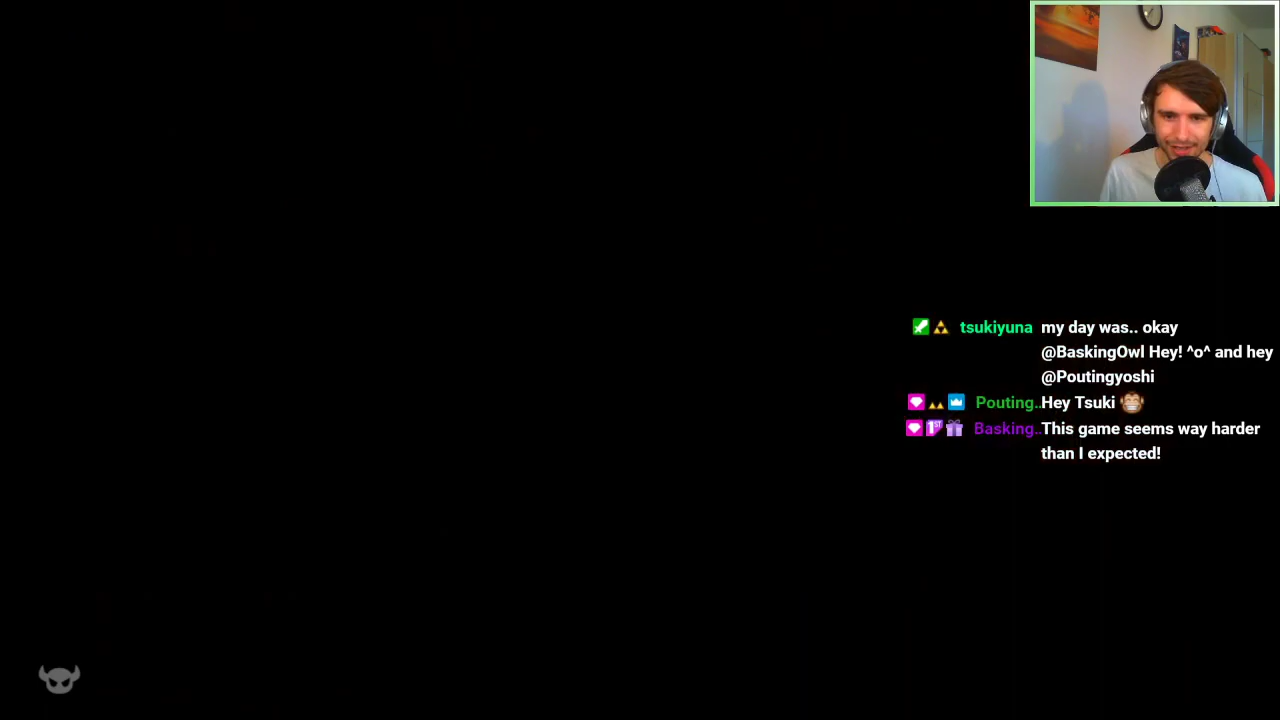 tsukiyuna my day was.. okay
@BaskingOwl Hey! ^o^ and hey
@Poutingyoshi
Pouting.. Hey Tsuki
1ST Basking.. This game seems way harder
than I expected!